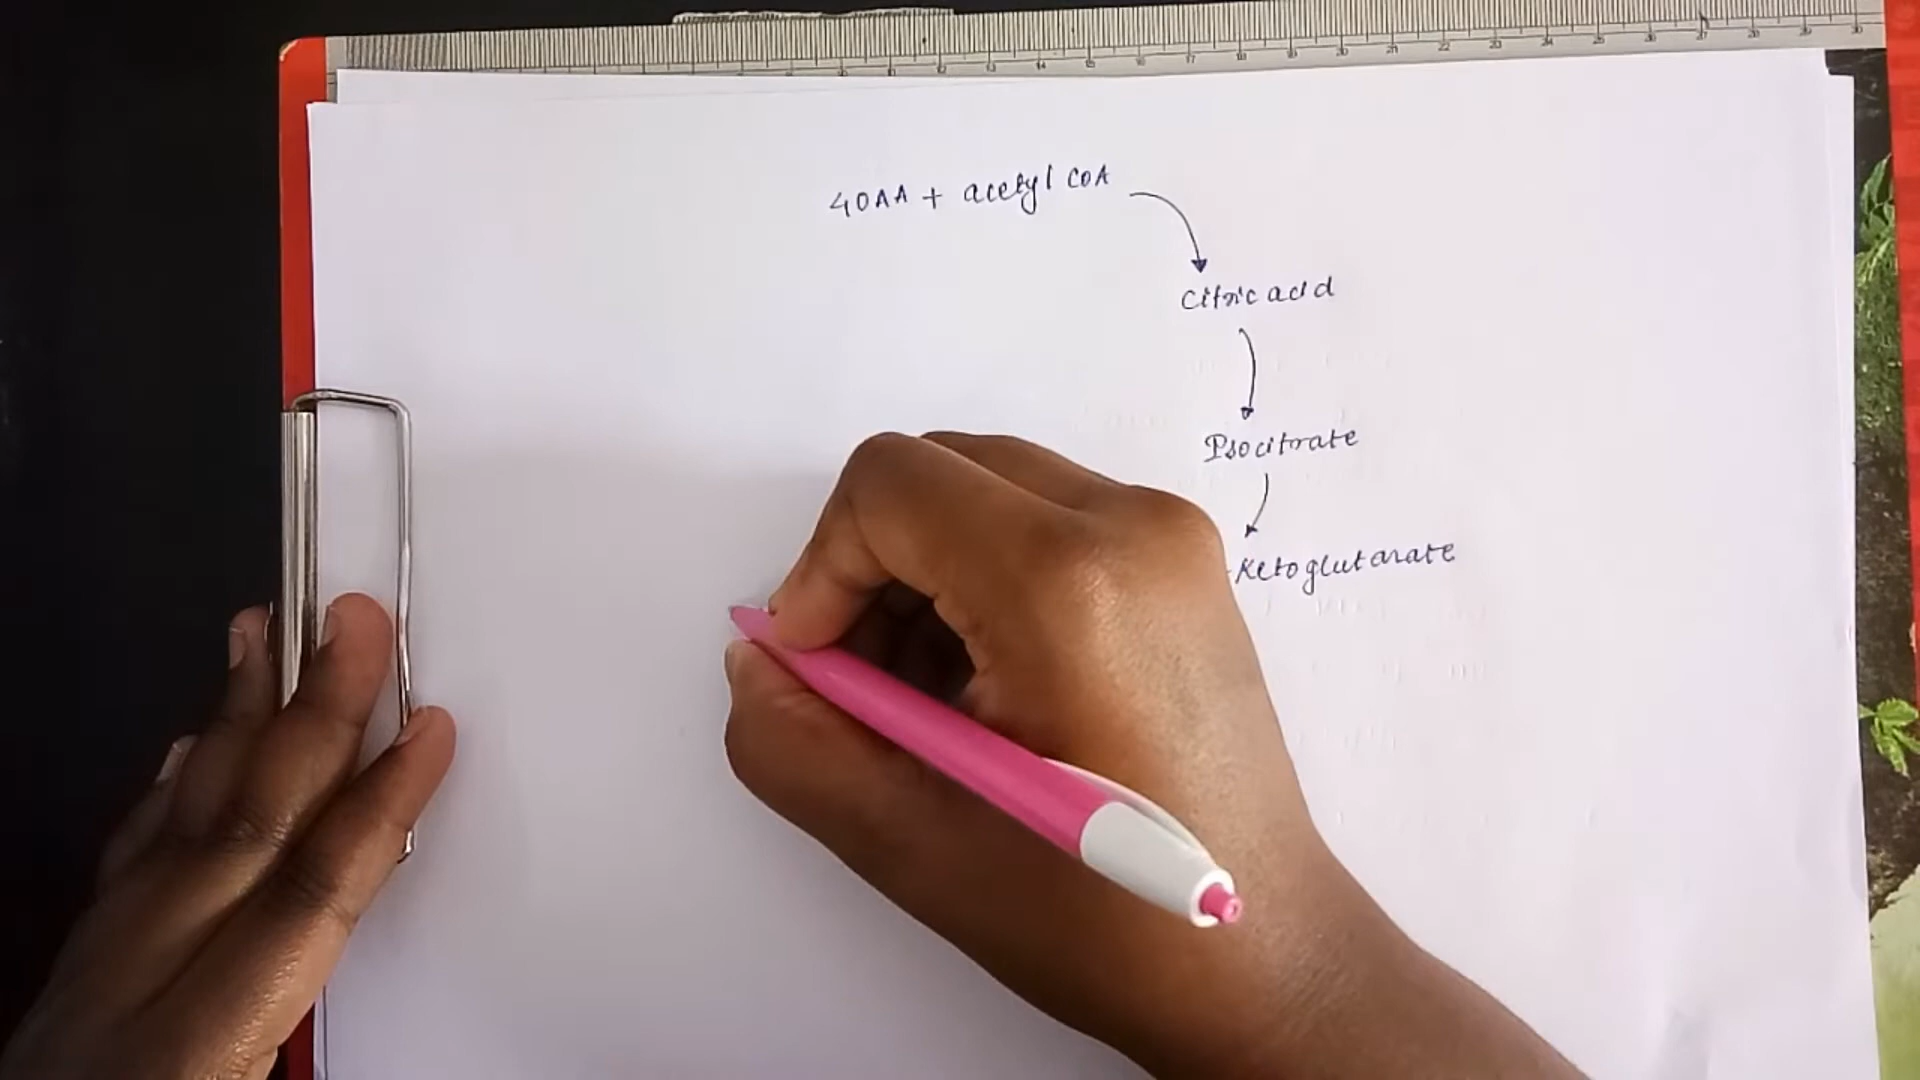 4OAA + acetyl COA
Citric acid
Isocitrate
-Ketoglutarate